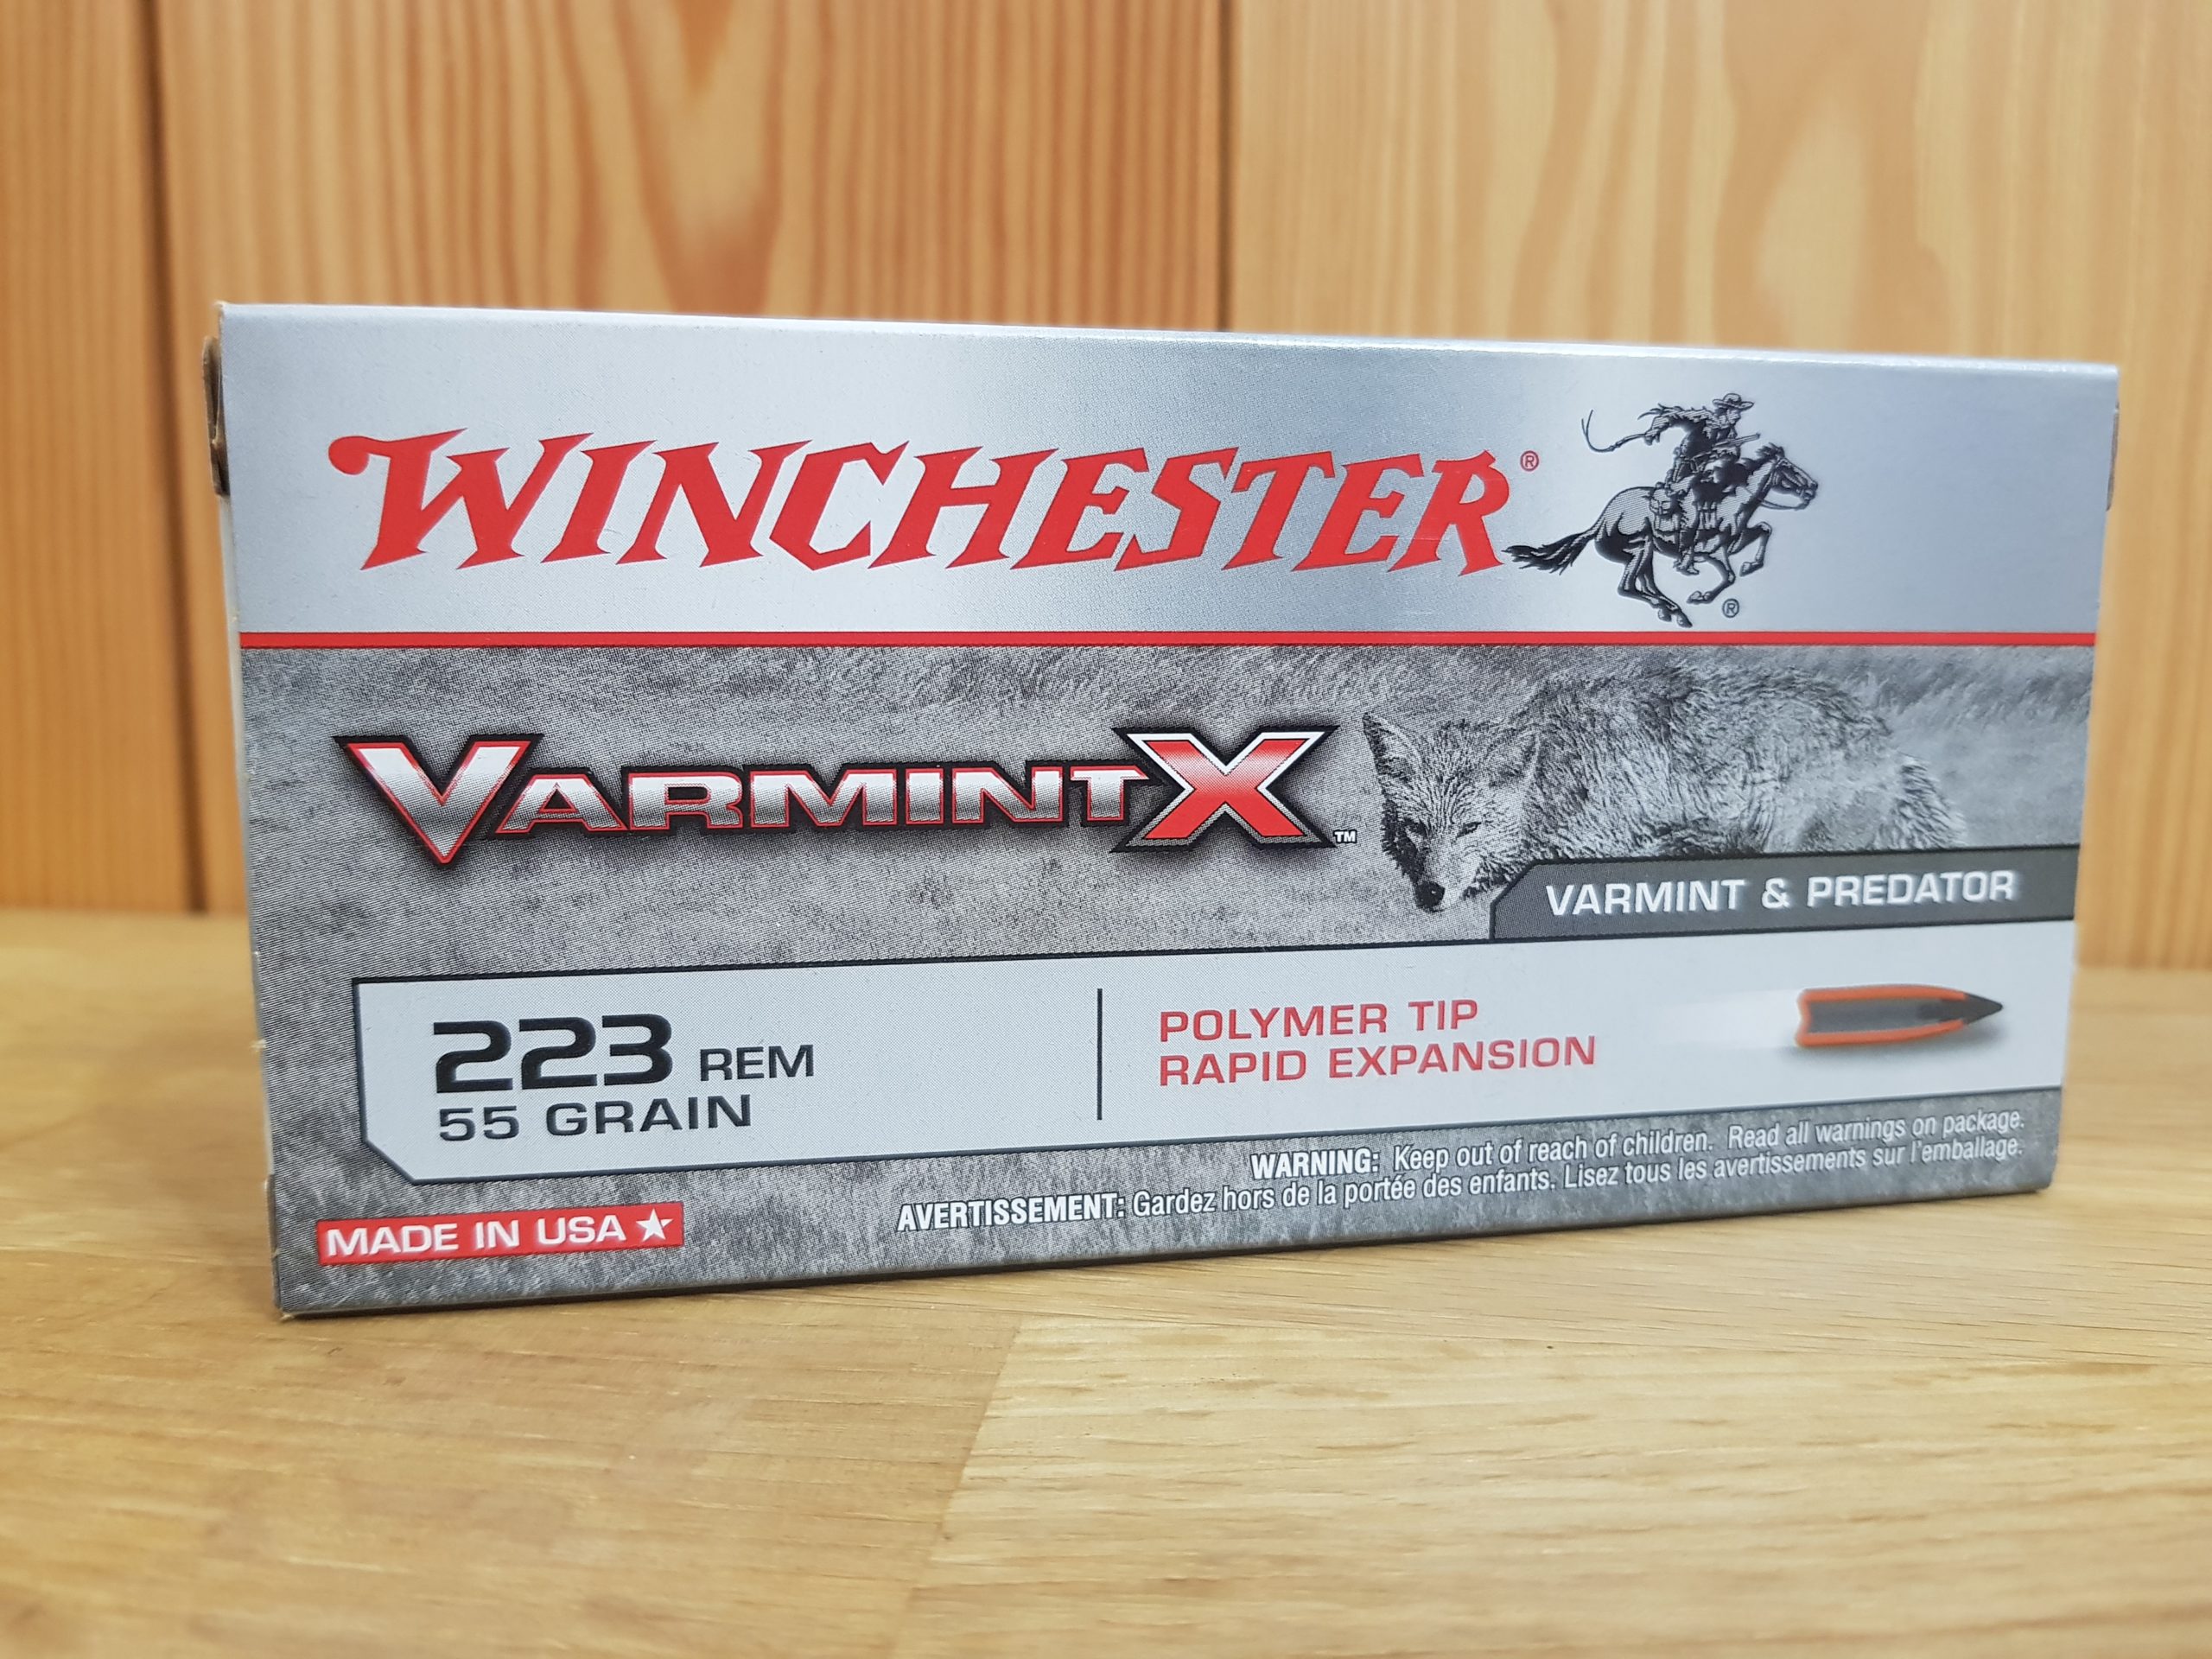 WINCHESTER®
®
VARMINT X™
VARMINT & PREDATOR
223 REM
55 GRAIN
POLYMER TIP
RAPID EXPANSION
WARNING: Keep out of reach of children. Read all warnings on package.
AVERTISSEMENT: Gardez hors de la portée des enfants. Lisez tous les avertissements sur l'emballage.
MADE IN USA ★